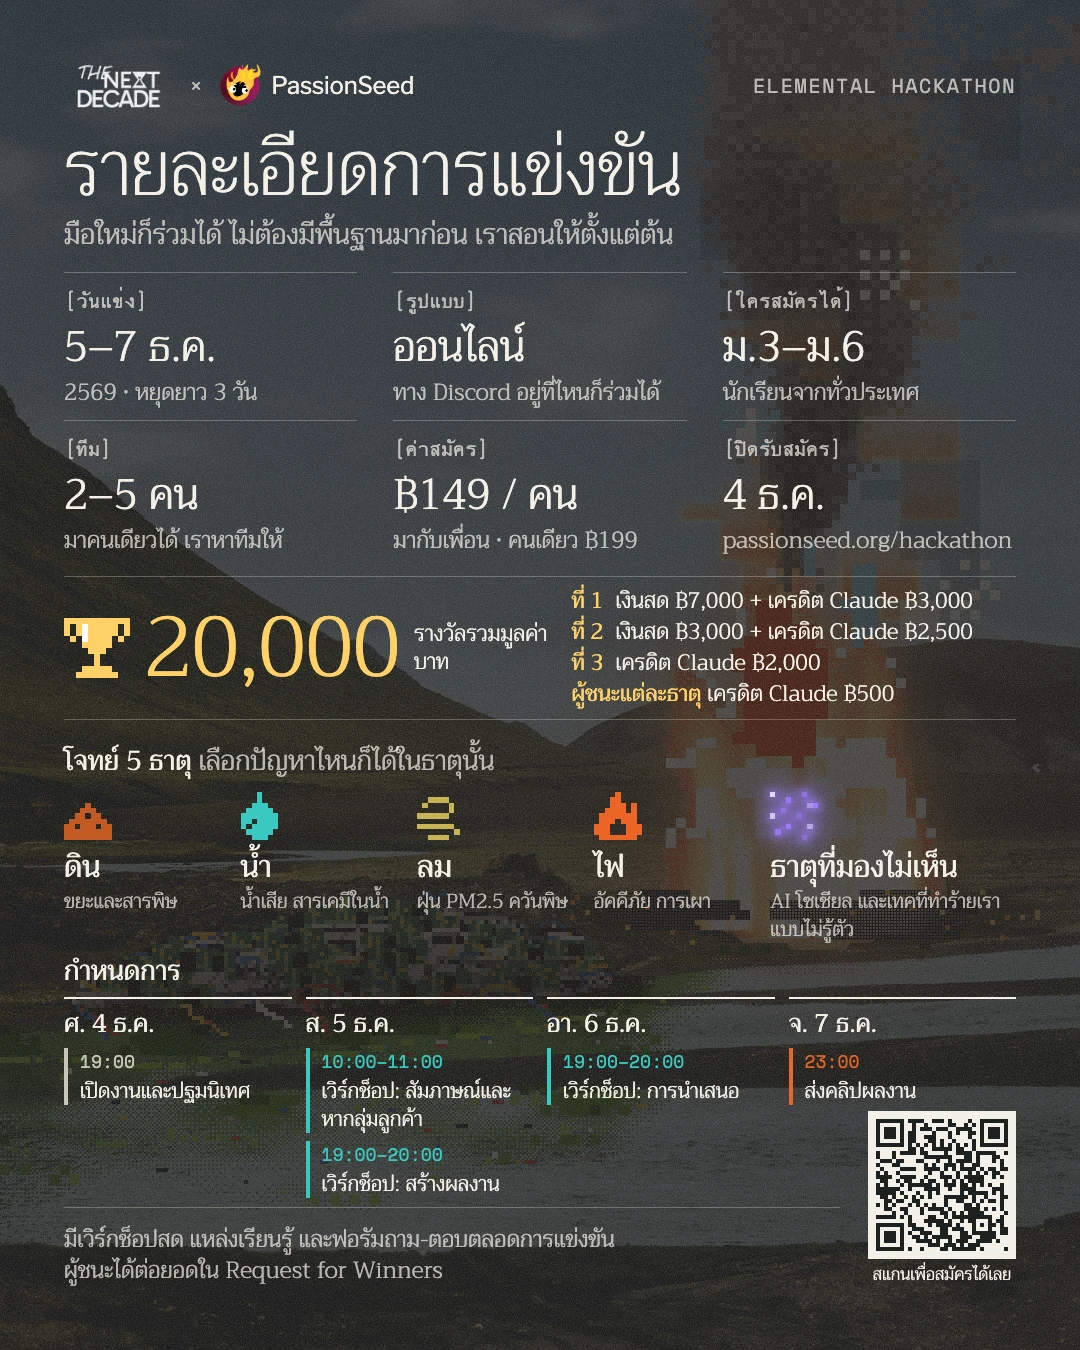 THE NEXT DECADE × PassionSeed
ELEMENTAL HACKATHON
รายละเอียดการแข่งขัน
มือใหม่ก็ร่วมได้ ไม่ต้องมีพื้นฐานมาก่อน เราสอนให้ตั้งแต่ต้น
[วันแข่ง]
5–7 ธ.ค.
2569 · หยุดยาว 3 วัน
[รูปแบบ]
ออนไลน์
ทาง Discord อยู่ที่ไหนก็ร่วมได้
[ใครสมัครได้]
ม.3–ม.6
นักเรียนจากทั่วประเทศ
[ทีม]
2–5 คน
มาคนเดียวได้ เราหาทีมให้
[ค่าสมัคร]
฿149 / คน
มากับเพื่อน · คนเดียว ฿199
[ปิดรับสมัคร]
4 ธ.ค.
passionseed.org/hackathon
20,000
รางวัลรวมมูลค่า
บาท
ที่ 1 เงินสด ฿7,000 + เครดิต Claude ฿3,000
ที่ 2 เงินสด ฿3,000 + เครดิต Claude ฿2,500
ที่ 3 เครดิต Claude ฿2,000
ผู้ชนะแต่ละธาตุ เครดิต Claude ฿500
โจทย์ 5 ธาตุ เลือกปัญหาไหนก็ได้ในธาตุนั้น
ดิน
ขยะและสารพิษ
น้ำ
น้ำเสีย สารเคมีในน้ำ
ลม
ฝุ่น PM2.5 ควันพิษ
ไฟ
อัคคีภัย การเผา
ธาตุที่มองไม่เห็น
AI โซเชียล และเทคที่ทำร้ายเรา
แบบไม่รู้ตัว
กำหนดการ
ศ. 4 ธ.ค.
19:00
เปิดงานและปฐมนิเทศ
ส. 5 ธ.ค.
10:00–11:00
เวิร์กช็อป: สัมภาษณ์และ
หากลุ่มลูกค้า
19:00–20:00
เวิร์กช็อป: สร้างผลงาน
อา. 6 ธ.ค.
19:00–20:00
เวิร์กช็อป: การนำเสนอ
จ. 7 ธ.ค.
23:00
ส่งคลิปผลงาน
มีเวิร์กช็อปสด แหล่งเรียนรู้ และฟอรัมถาม-ตอบตลอดการแข่งขัน
ผู้ชนะได้ต่อยอดใน Request for Winners
สแกนเพื่อสมัครได้เลย